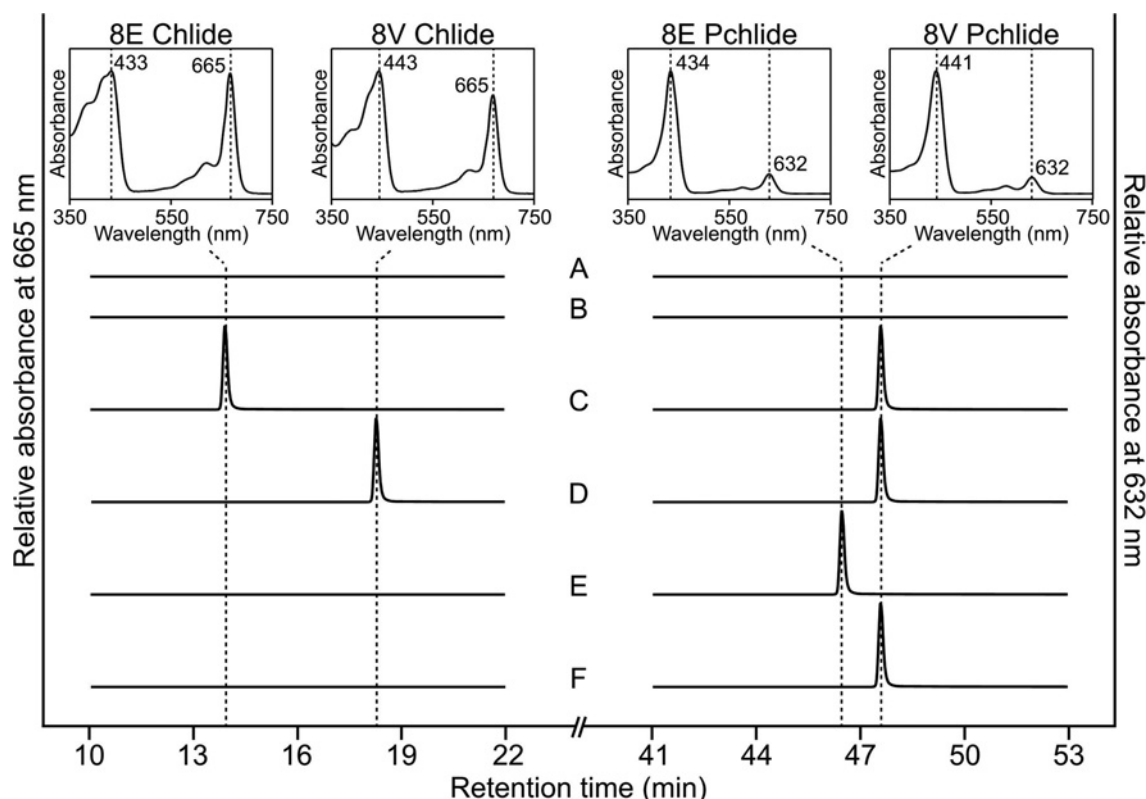 8E Chlide 8V Chlide 8E Pchlide 8V Pchlide
433 665
443 665
434 632
441 632
Absorbance Absorbance Absorbance Absorbance
350 550 750 350 550 750 350 550 750 350 550 750
Wavelength (nm) Wavelength (nm) Wavelength (nm) Wavelength (nm)
Relative absorbance at 665 nm
Relative absorbance at 632 nm
A
B
C
D
E
F
10 13 16 19 22 41 44 47 50 53
Retention time (min)